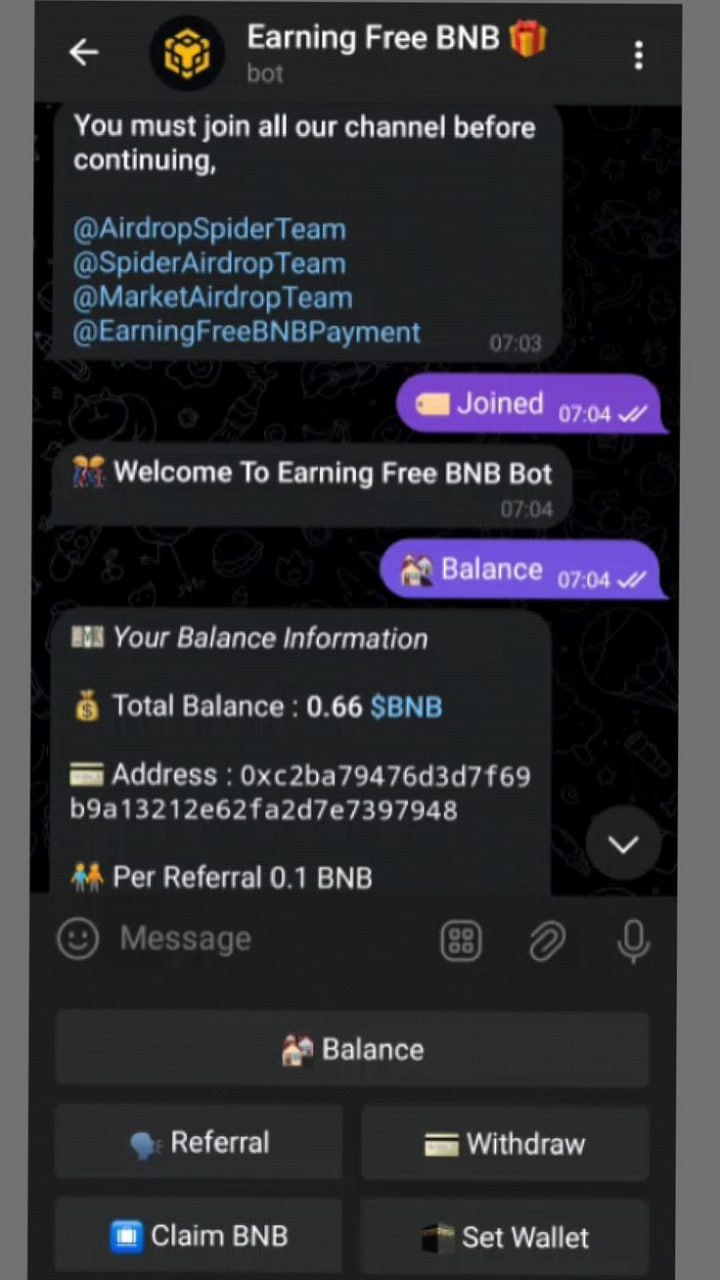 Earning Free BNB 🎁
bot
You must join all our channel before
continuing,
@AirdropSpiderTeam
@SpiderAirdropTeam
@MarketAirdropTeam
@EarningFreeBNBPayment
07:03
Joined 07:04
Welcome To Earning Free BNB Bot
07:04
Balance 07:04
Your Balance Information
Total Balance : 0.66 $BNB
Address : 0xc2ba79476d3d7f69
b9a13212e62fa2d7e7397948
Per Referral 0.1 BNB
Message
Balance
Referral
Withdraw
Claim BNB
Set Wallet